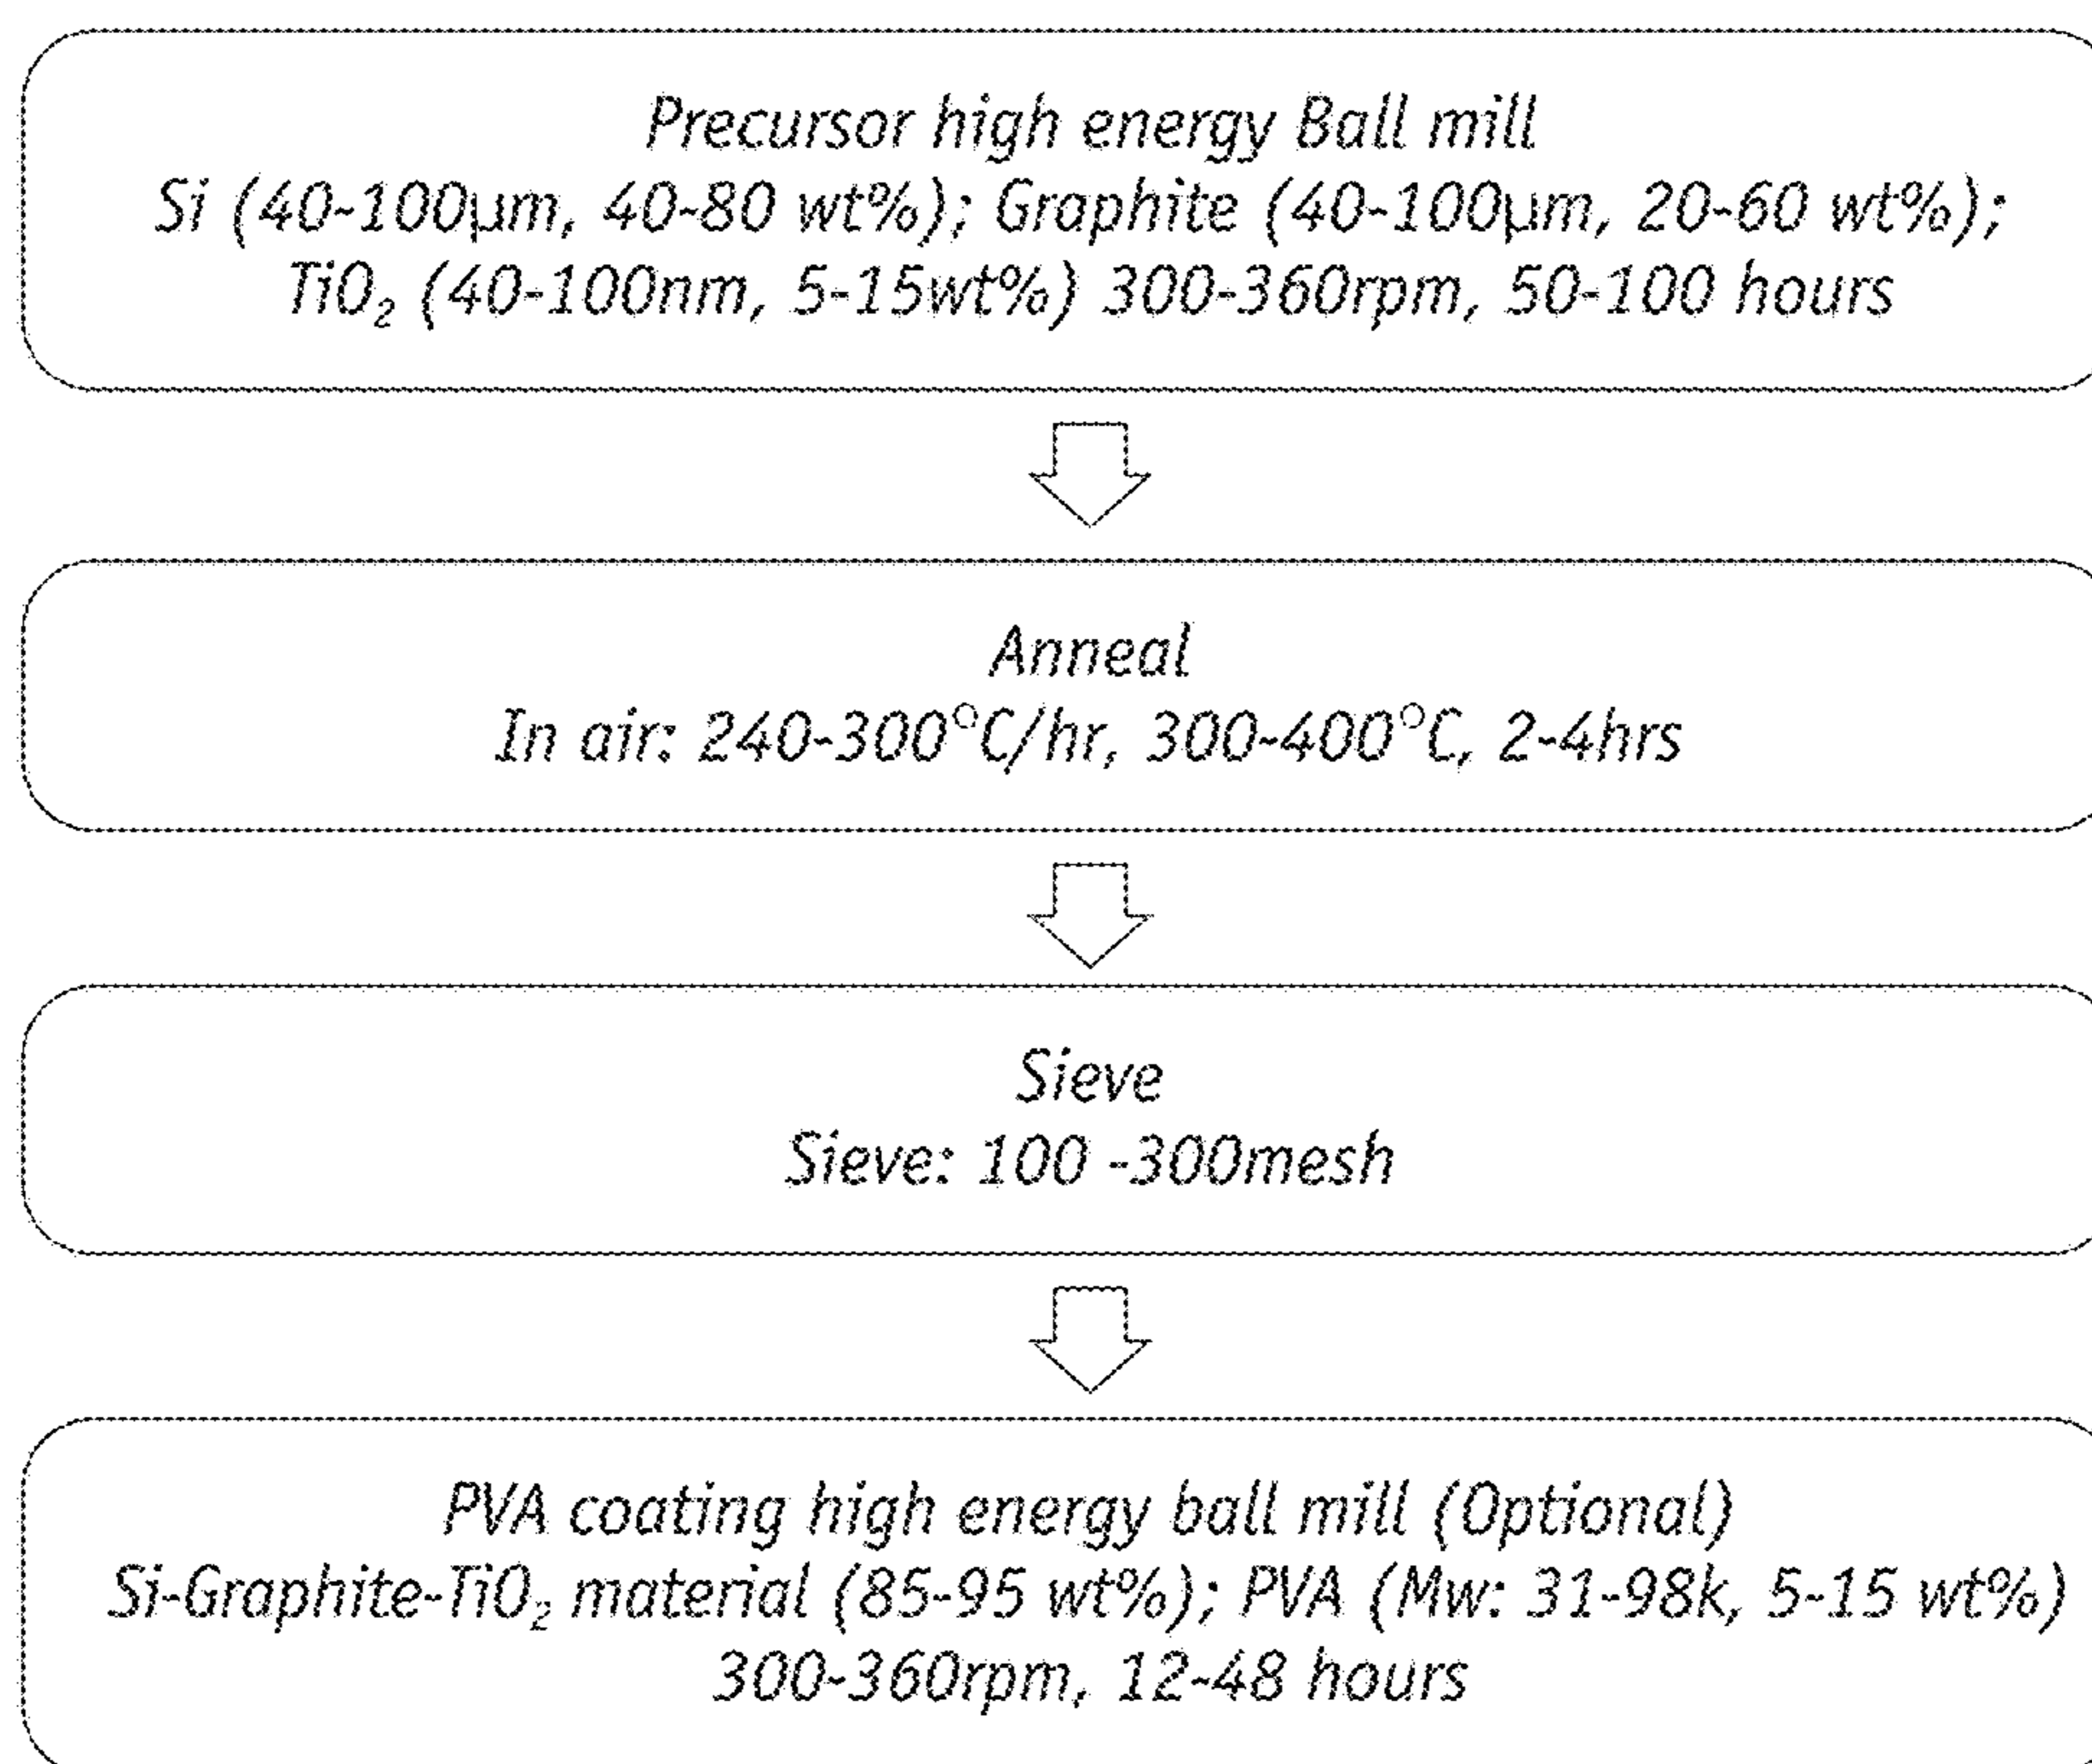 Precursor high energy Ball mill
Si (40-100μm, 40-80 wt%); Graphite (40-100μm, 20-60 wt%);
TiO₂ (40-100nm, 5-15wt%) 300-360rpm, 50-100 hours
Anneal
In air: 240-300°C/hr, 300-400°C, 2-4hrs
Sieve
Sieve: 100 -300mesh
PVA coating high energy ball mill (Optional)
Si-Graphite-TiO₂ material (85-95 wt%); PVA (Mw: 31-98k, 5-15 wt%)
300-360rpm, 12-48 hours